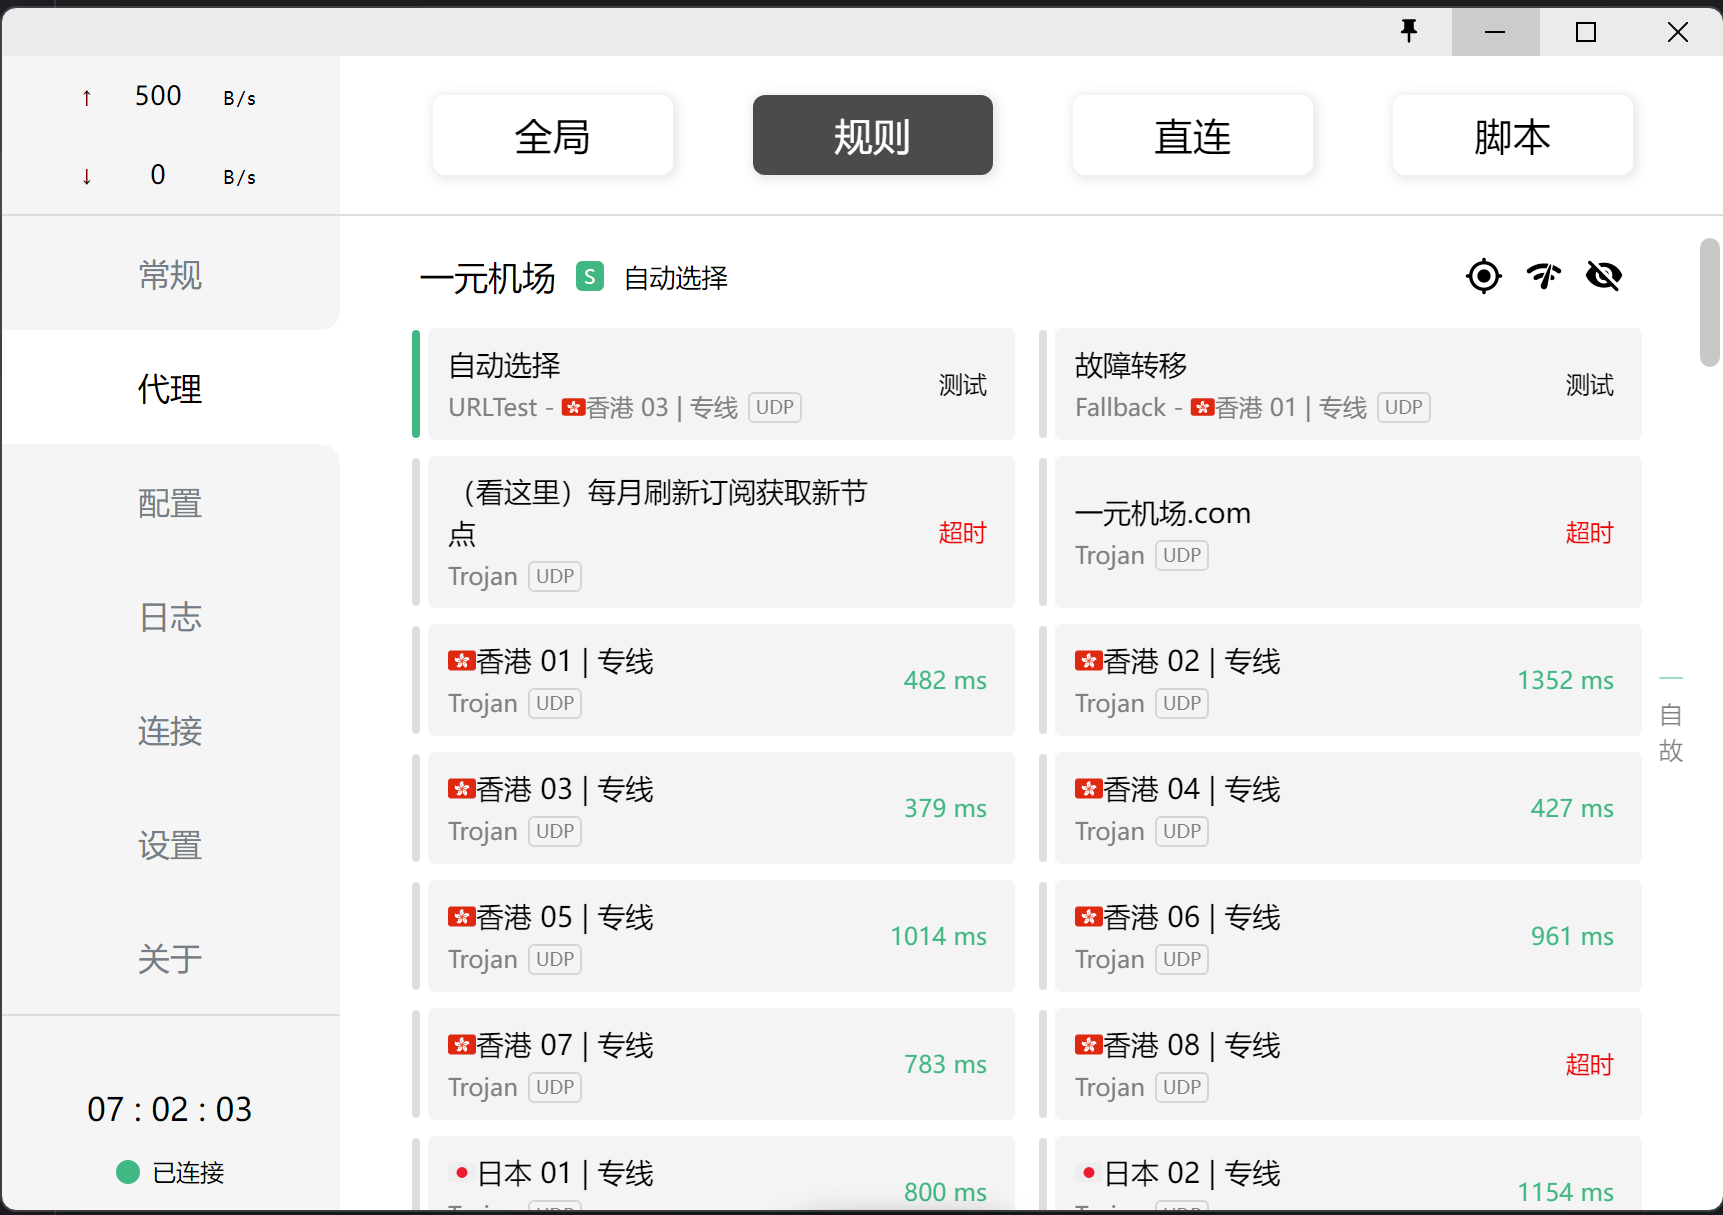 ↑ 500 B/s
↓ 0 B/s
全局
规则
直连
脚本
常规
代理
配置
日志
连接
设置
关于
07 : 02 : 03
已连接
一元机场 S 自动选择
自动选择
URLTest - 香港 03 | 专线 UDP
测试
故障转移
Fallback - 香港 01 | 专线 UDP
测试
（看这里）每月刷新订阅获取新节
点
Trojan UDP
超时
一元机场.com
Trojan UDP
超时
香港 01 | 专线
Trojan UDP
482 ms
香港 02 | 专线
Trojan UDP
1352 ms
香港 03 | 专线
Trojan UDP
379 ms
香港 04 | 专线
Trojan UDP
427 ms
香港 05 | 专线
Trojan UDP
1014 ms
香港 06 | 专线
Trojan UDP
961 ms
香港 07 | 专线
Trojan UDP
783 ms
香港 08 | 专线
Trojan UDP
超时
日本 01 | 专线
800 ms
日本 02 | 专线
1154 ms
一
自
故